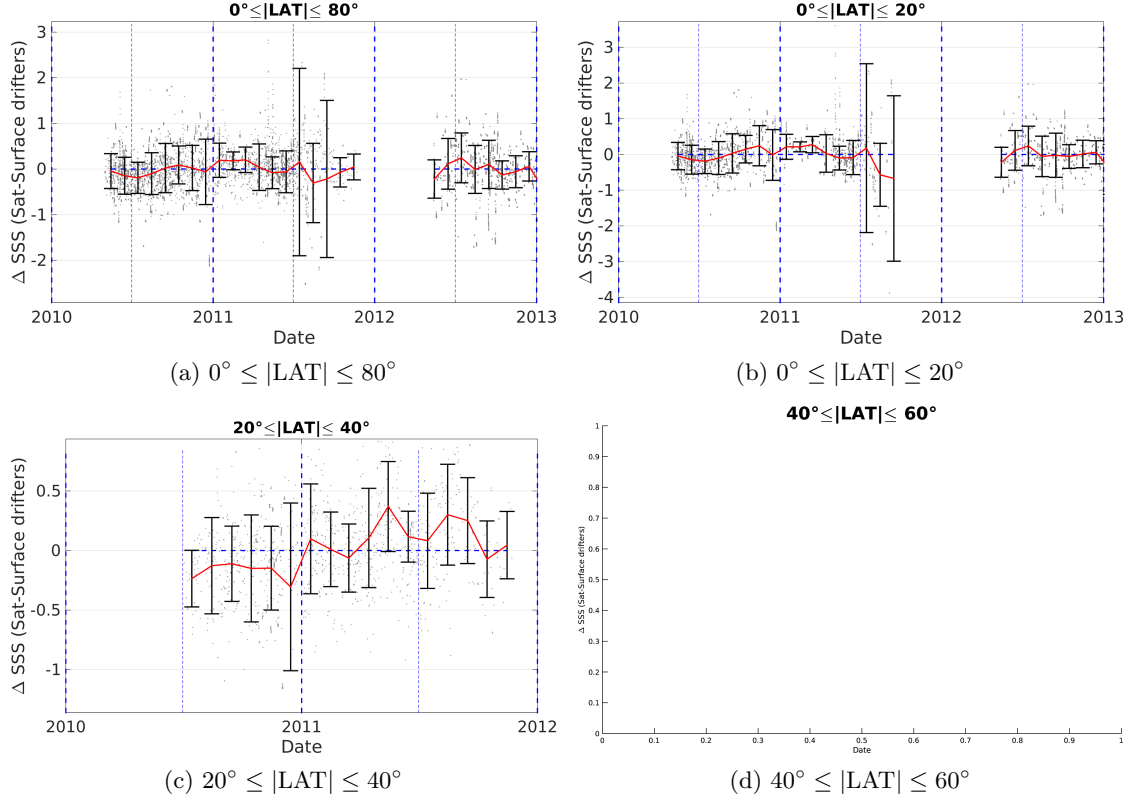 0°≤|LAT|≤ 80°
3
2
1
0
-1
-2
Δ SSS (Sat-Surface drifters)
2010 2011 2012 2013
Date
(a) 0° ≤ |LAT| ≤ 80°
0°≤|LAT|≤ 20°
3
2
1
0
-1
-2
-3
-4
Δ SSS (Sat-Surface drifters)
2010 2011 2012 2013
Date
(b) 0° ≤ |LAT| ≤ 20°
20°≤|LAT|≤ 40°
0.5
0
-0.5
-1
Δ SSS (Sat-Surface drifters)
2010 2011 2012
Date
(c) 20° ≤ |LAT| ≤ 40°
40°≤|LAT|≤ 60°
1
0.9
0.8
0.7
0.6
0.5
0.4
0.3
0.2
0.1
0
Δ SSS (Sat-Surface drifters)
0 0.1 0.2 0.3 0.4 0.5 0.6 0.7 0.8 0.9 1
Date
(d) 40° ≤ |LAT| ≤ 60°